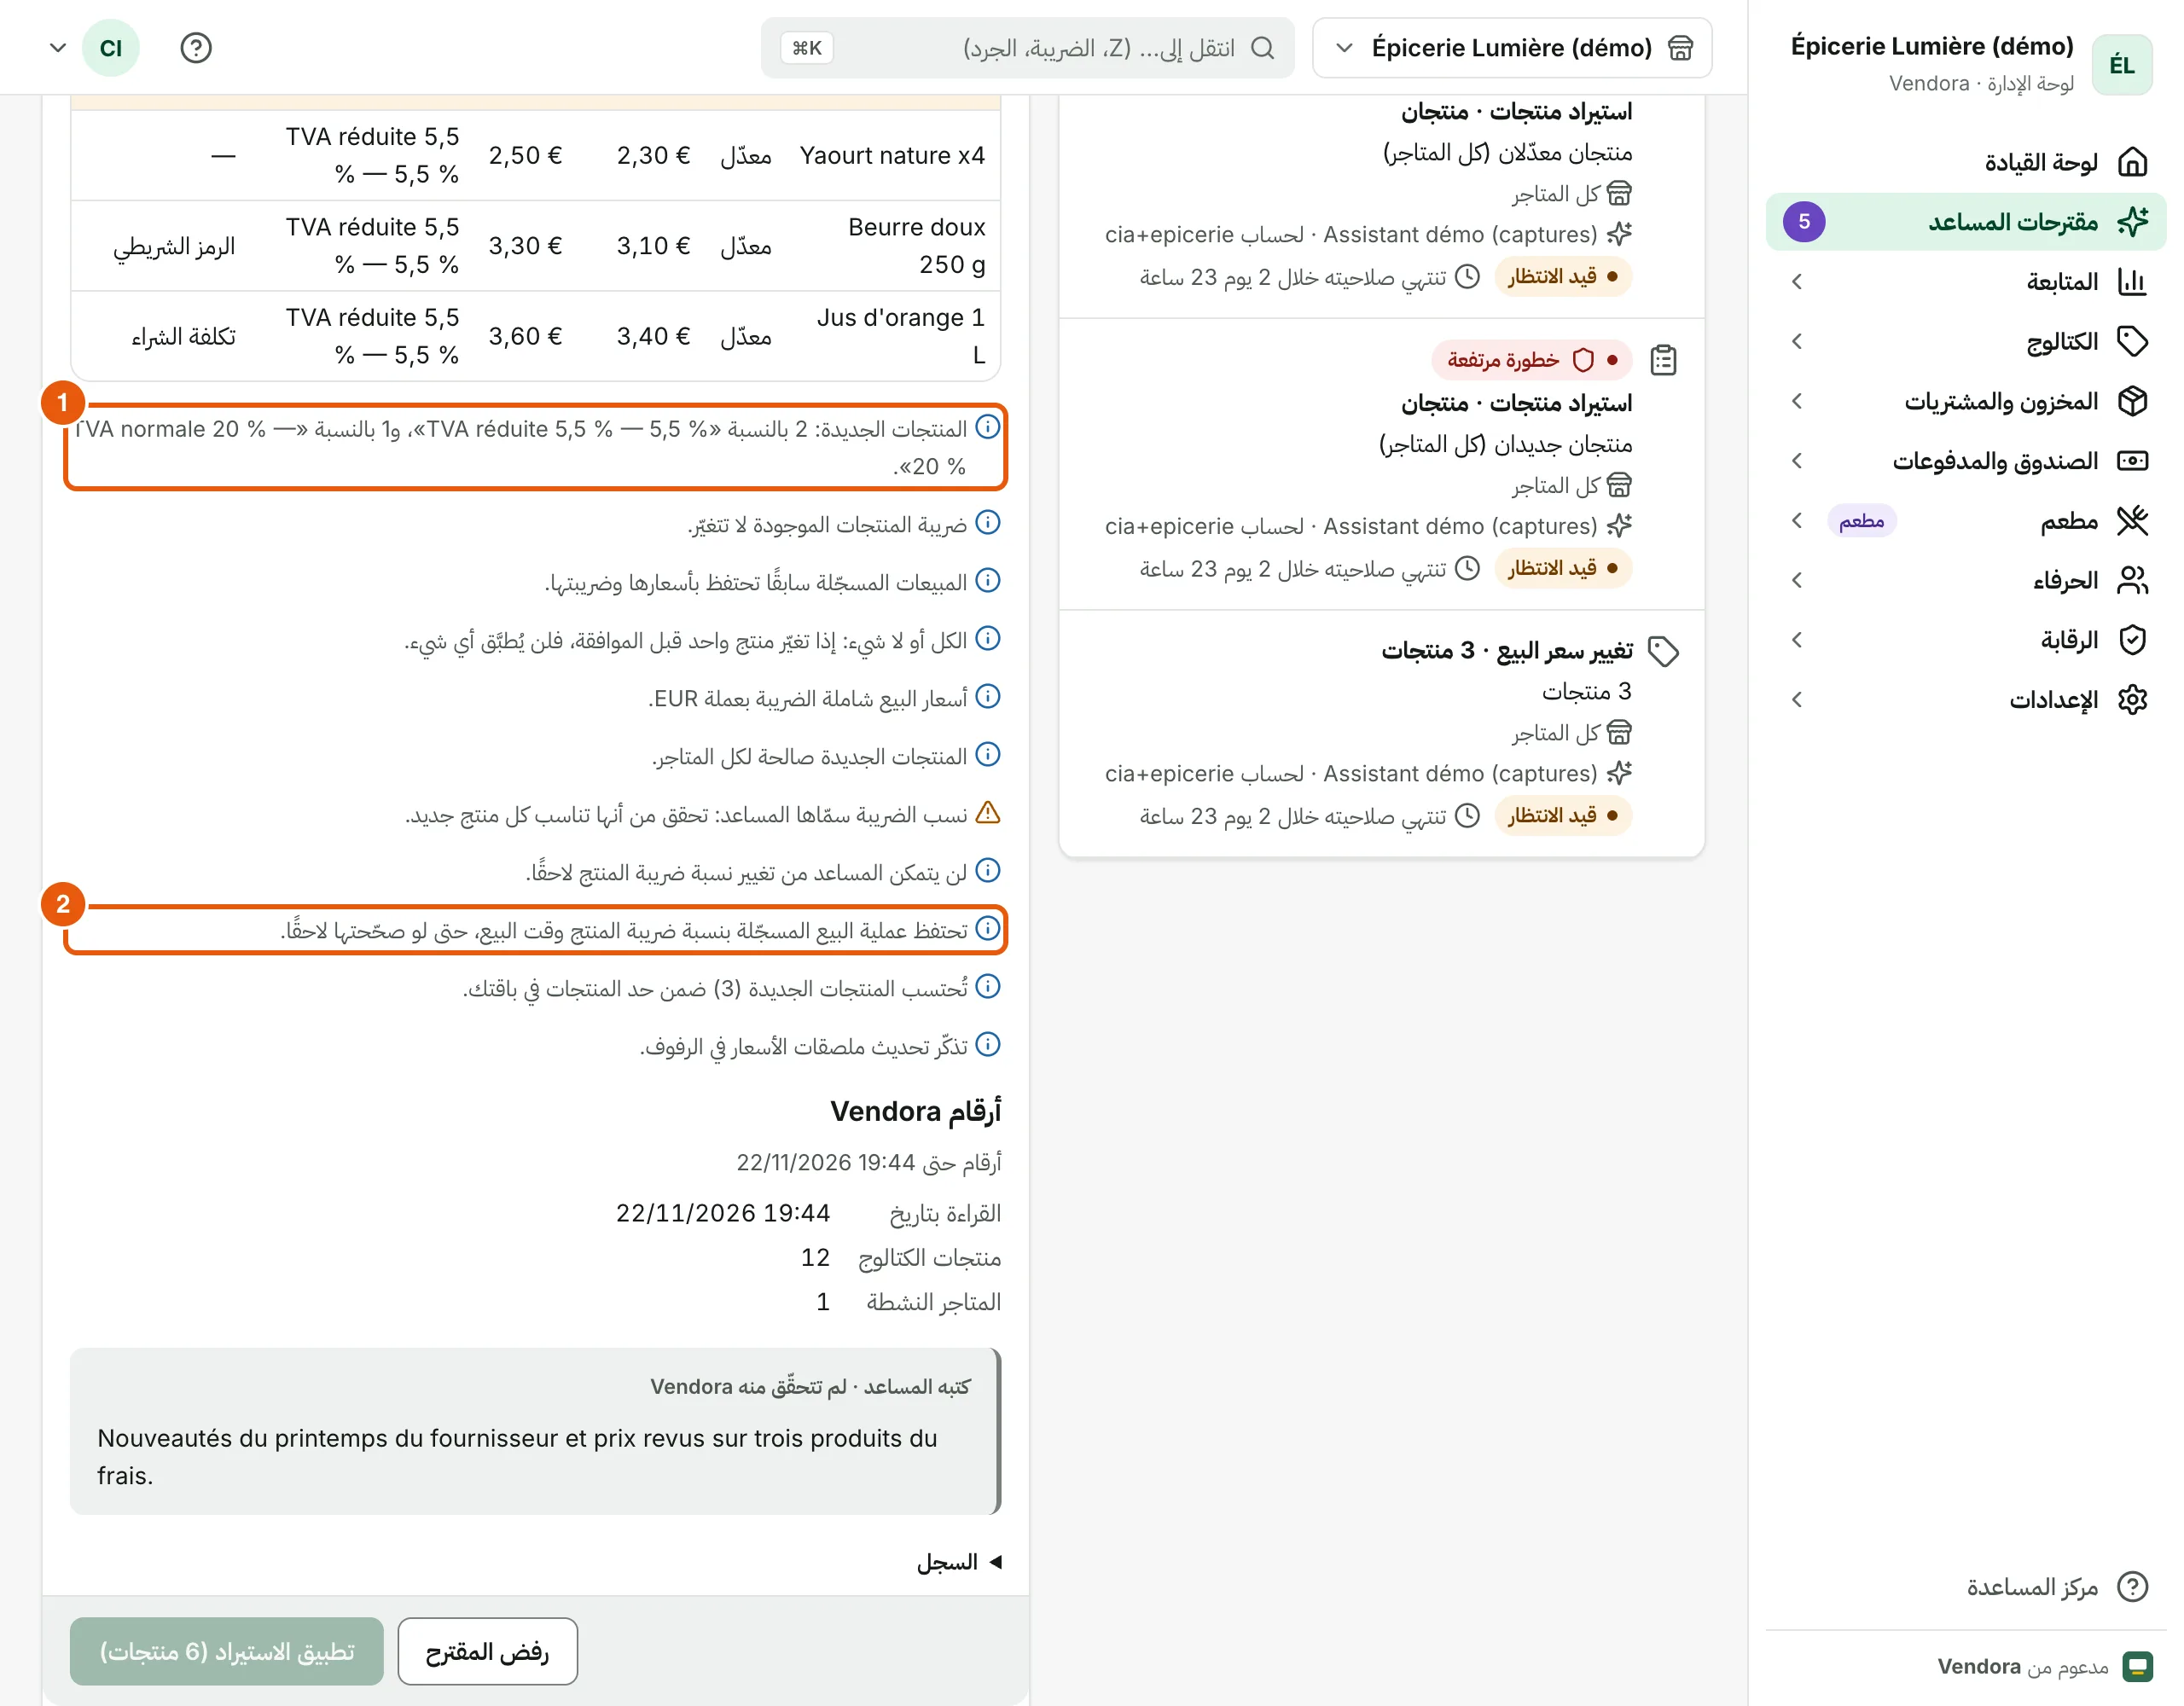 Épicerie Lumière (démo)
لوحة الإدارة · Vendora
ÉL
لوحة القيادة
مقترحات المساعد
5
المتابعة
الكتالوج
المخزون والمشتريات
الصندوق والمدفوعات
مطعم
مطعم
الحرفاء
الرقابة
الإعدادات
مركز المساعدة
مدعوم من Vendora
Épicerie Lumière (démo)
انتقل إلى... (Z، الضريبة، الجرد)
⌘K
CI
استيراد منتجات · منتجان
منتجان معدّلان (كل المتاجر)
كل المتاجر
Assistant démo (captures) · لحساب cia+epicerie
قيد الانتظار
تنتهي صلاحيته خلال 2 يوم 23 ساعة
خطورة مرتفعة
استيراد منتجات · منتجان
منتجان جديدان (كل المتاجر)
كل المتاجر
Assistant démo (captures) · لحساب cia+epicerie
قيد الانتظار
تنتهي صلاحيته خلال 2 يوم 23 ساعة
تغيير سعر البيع · 3 منتجات
3 منتجات
كل المتاجر
Assistant démo (captures) · لحساب cia+epicerie
قيد الانتظار
تنتهي صلاحيته خلال 2 يوم 23 ساعة
Yaourt nature x4 معدّل 2,30 € 2,50 € TVA réduite 5,5 % — 5,5 % —
Beurre doux 250 g معدّل 3,10 € 3,30 € TVA réduite 5,5 % — 5,5 % الرمز الشريطي
Jus d'orange 1 L معدّل 3,40 € 3,60 € TVA réduite 5,5 % — 5,5 % تكلفة الشراء
1
المنتجات الجديدة: 2 بالنسبة «TVA réduite 5,5 % — 5,5 %»، و1 بالنسبة «TVA normale 20 % —
20 %».
ضريبة المنتجات الموجودة لا تتغيّر.
المبيعات المسجّلة سابقًا تحتفظ بأسعارها وضريبتها.
الكل أو لا شيء: إذا تغيّر منتج واحد قبل الموافقة، فلن يُطبَّق أي شيء.
أسعار البيع شاملة الضريبة بعملة EUR.
المنتجات الجديدة صالحة لكل المتاجر.
نسب الضريبة سمّاها المساعد: تحقق من أنها تناسب كل منتج جديد.
لن يتمكن المساعد من تغيير نسبة ضريبة المنتج لاحقًا.
2
تحتفظ عملية البيع المسجّلة بنسبة ضريبة المنتج وقت البيع، حتى لو صحّحتها لاحقًا.
تُحتسب المنتجات الجديدة (3) ضمن حد المنتجات في باقتك.
تذكّر تحديث ملصقات الأسعار في الرفوف.
أرقام Vendora
أرقام حتى 19:44 22/11/2026
القراءة بتاريخ 22/11/2026 19:44
منتجات الكتالوج 12
المتاجر النشطة 1
كتبه المساعد · لم تتحقّق منه Vendora
Nouveautés du printemps du fournisseur et prix revus sur trois produits du
frais.
السجل
رفض المقترح
تطبيق الاستيراد (6 منتجات)